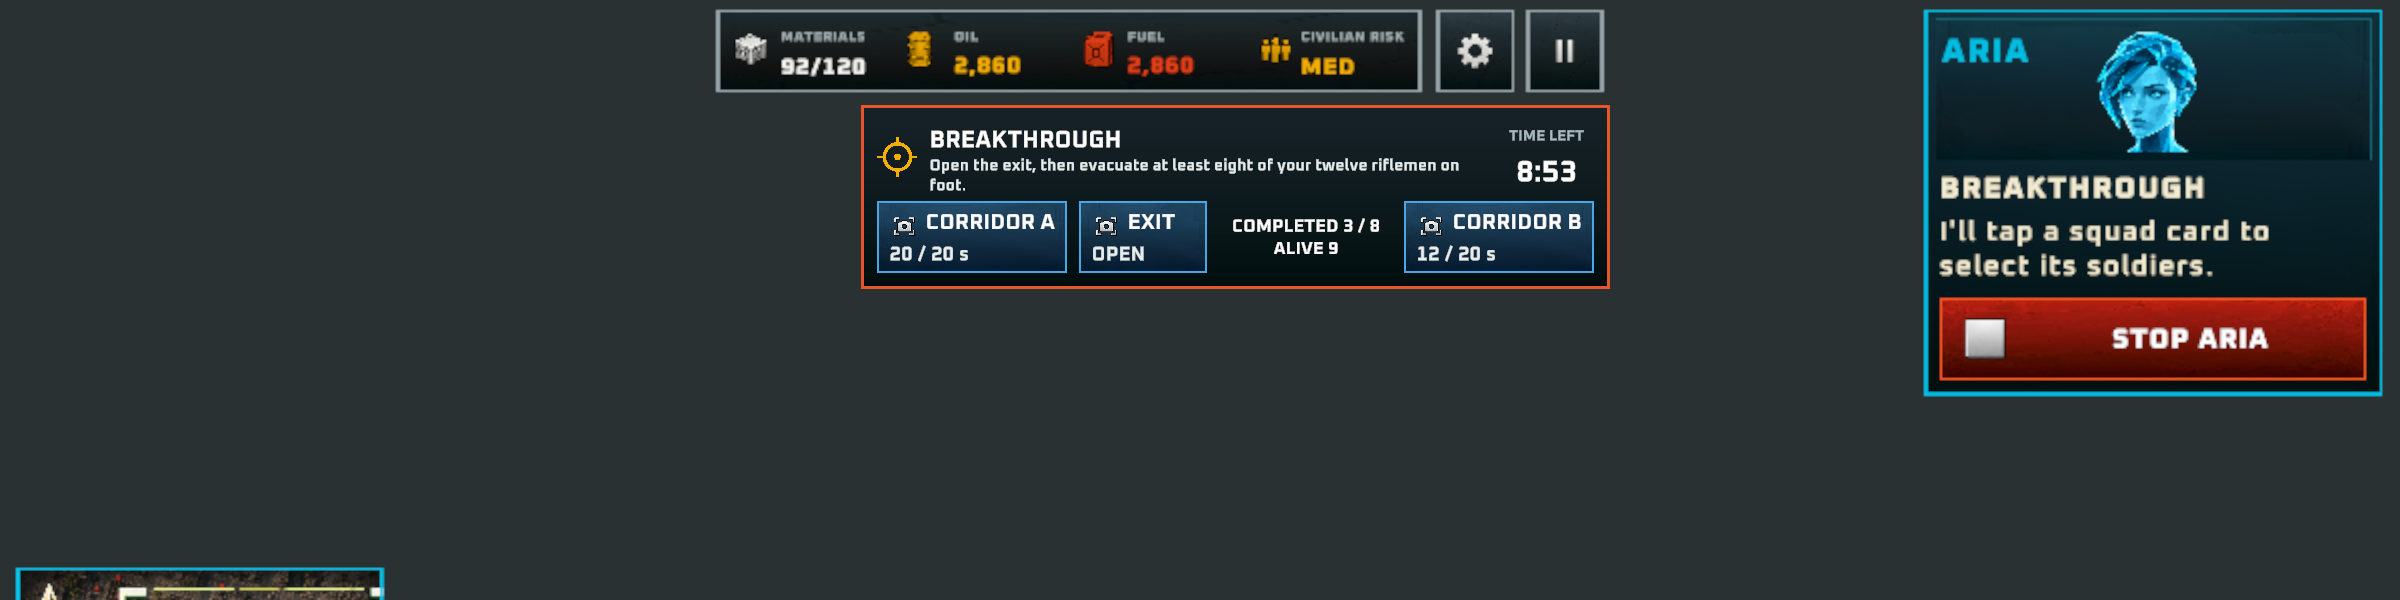 MATERIALS
92/120
OIL
2,860
FUEL
2,860
CIVILIAN RISK
MED
BREAKTHROUGH
Open the exit, then evacuate at least eight of your twelve riflemen on
foot.
TIME LEFT
8:53
CORRIDOR A
20 / 20 s
EXIT
OPEN
COMPLETED 3 / 8
ALIVE 9
CORRIDOR B
12 / 20 s
ARIA
BREAKTHROUGH
I'll tap a squad card to
select its soldiers.
STOP ARIA